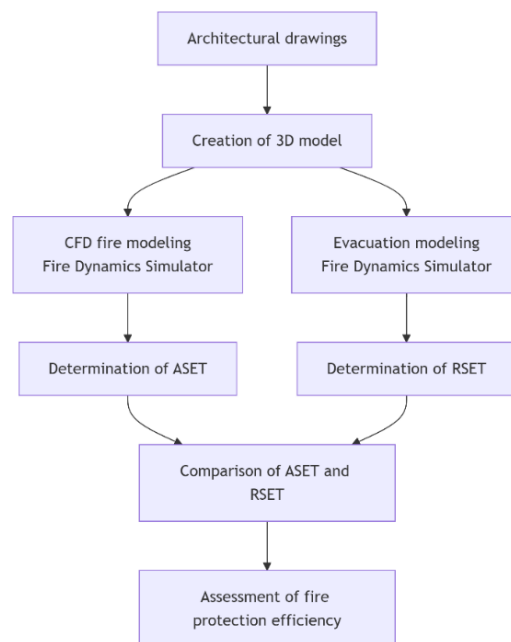 Architectural drawings
Creation of 3D model
CFD fire modeling
Fire Dynamics Simulator
Evacuation modeling
Fire Dynamics Simulator
Determination of ASET
Determination of RSET
Comparison of ASET and
RSET
Assessment of fire
protection efficiency